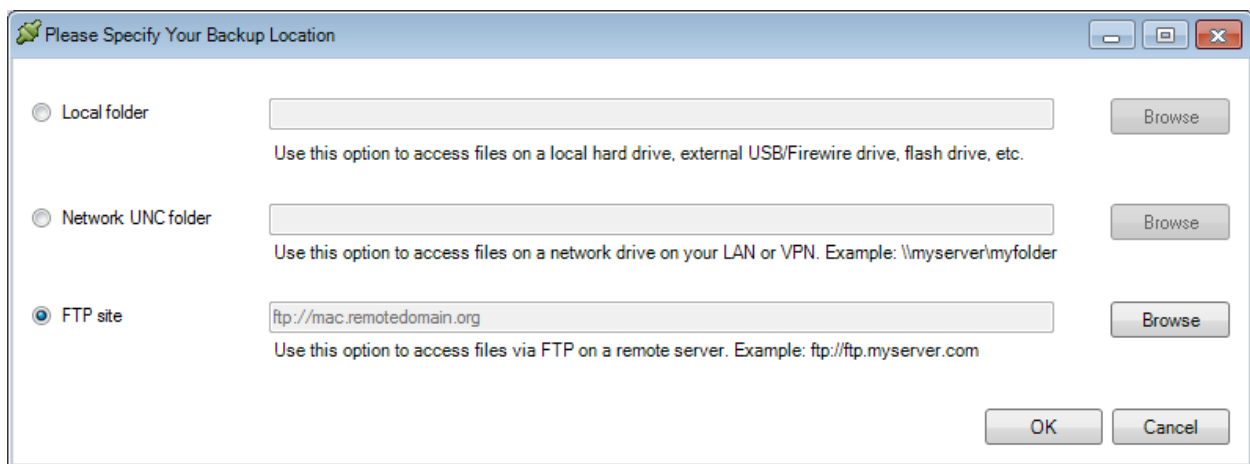 Please Specify Your Backup Location
Local folder
Browse
Use this option to access files on a local hard drive, external USB/Firewire drive, flash drive, etc.
Network UNC folder
Browse
Use this option to access files on a network drive on your LAN or VPN. Example: \\myserver\myfolder
FTP site
ftp://mac.remotedomain.org
Browse
Use this option to access files via FTP on a remote server. Example: ftp://ftp.myserver.com
OK
Cancel